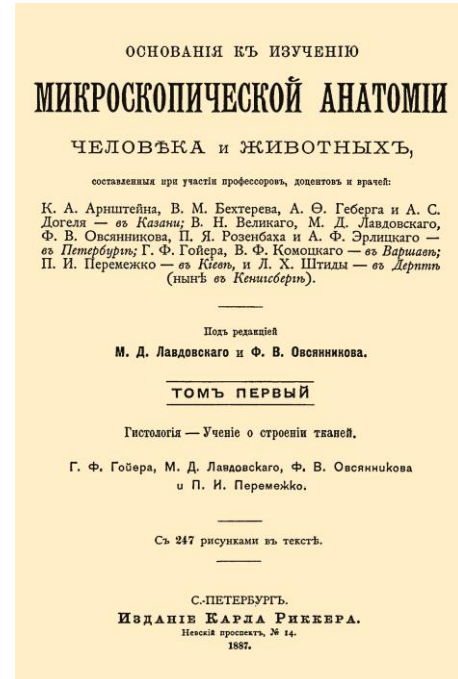 ОСНОВАНІЯ КЪ ИЗУЧЕНІЮ
МИКРОСКОПИЧЕСКОЙ АНАТОМІИ
ЧЕЛОВѢКА И ЖИВОТНЫХЪ,
составленныя при участіи профессоровъ, доцентовъ и врачей:
К. А. Арнштейна, В. М. Бехтерева, А. Ѳ. Геберга и А. С.
Догеля — въ Казани; В. Н. Великаго, М. Д. Лавдовскаго,
Ф. В. Овсянникова, П. Я. Розенбаха и А. Ф. Эрлицкаго —
въ Петербургѣ; Г. Ф. Гойера, В. Ф. Комоцкаго — въ Варшавѣ;
П. И. Перемежко — въ Кіевѣ, и Л. Х. Штиды — въ Дерптѣ
(нынѣ въ Кенигсбергѣ).
Подъ редакціей
М. Д. Лавдовскаго и Ф. В. Овсянникова.
ТОМЪ ПЕРВЫЙ
Гистологія — Ученіе о строеніи тканей.
Г. Ф. Гойера, М. Д. Лавдовскаго, Ф. В. Овсянникова
и П. И. Перемежко.
Съ 247 рисунками въ текстѣ.
С.-ПЕТЕРБУРГЪ.
Изданіе Карла Риккера.
Невскій проспектъ, № 14.
1887.